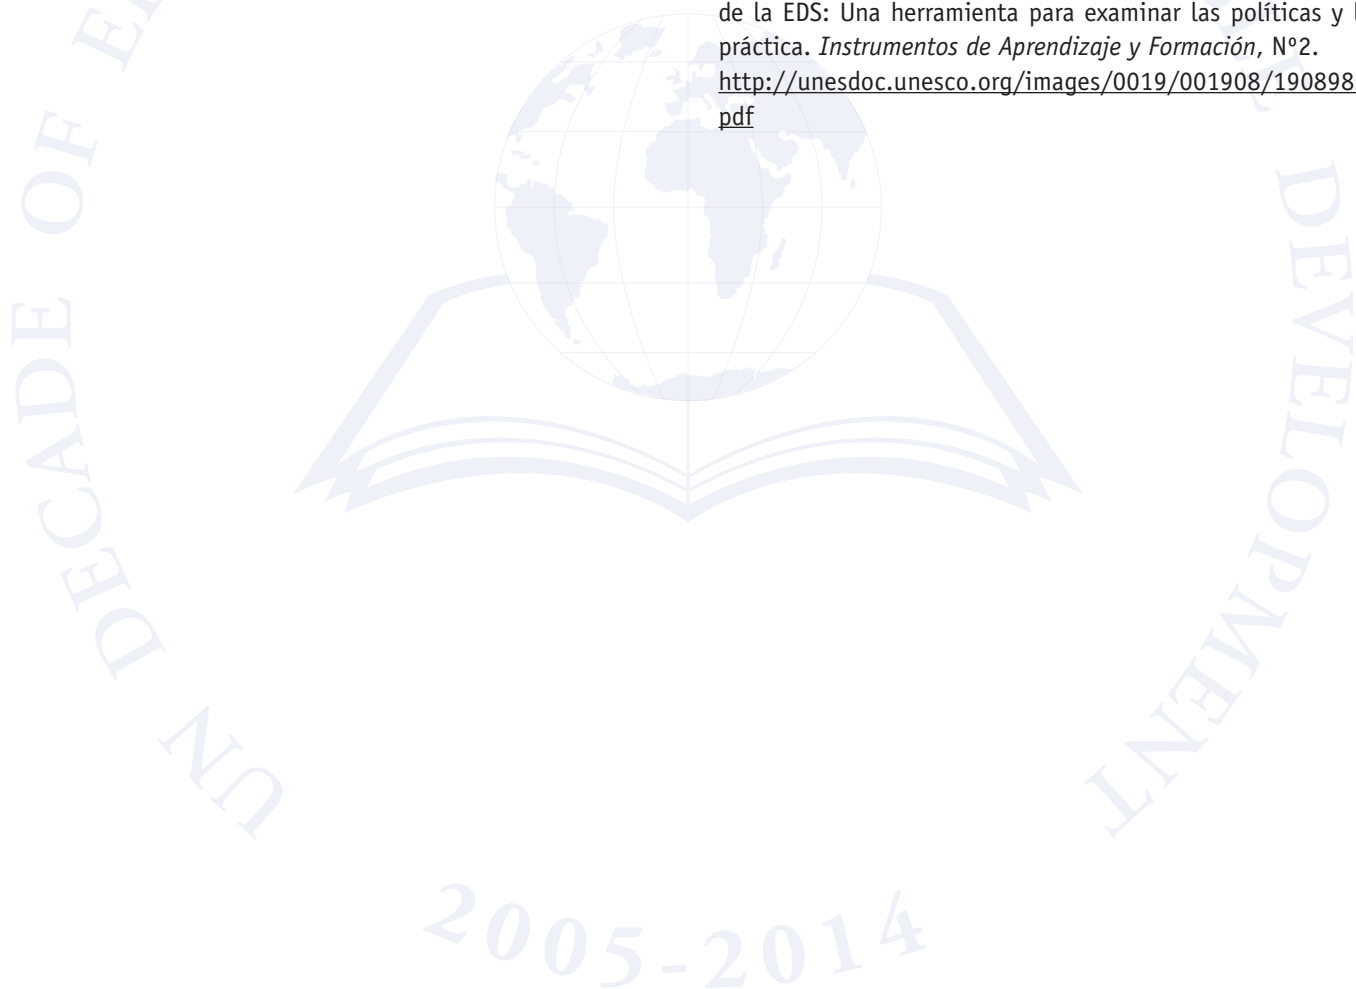 de la EDS: Una herramienta para examinar las políticas y
práctica. Instrumentos de Aprendizaje y Formación, Nº2.
http://unesdoc.unesco.org/images/0019/001908/190898
pdf
UN DECADE OF
DEVELOPMENT
2005-2014